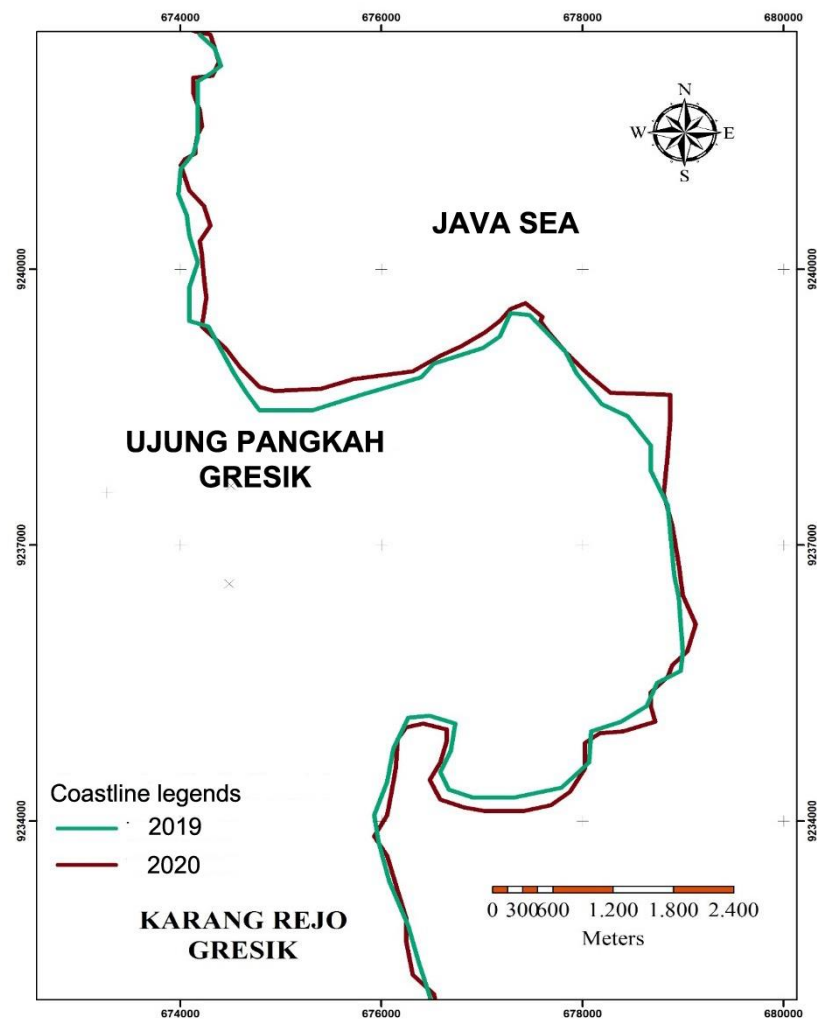 674000 676000 678000 680000
N
W E
S
JAVA SEA
9240000 9240000
UJUNG PANGKAH
GRESIK
9237000 9237000
Coastline legends
2019
2020
9234000 9234000
KARANG REJO
GRESIK
0 300600 1.200 1.800 2.400
Meters
674000 676000 678000 680000